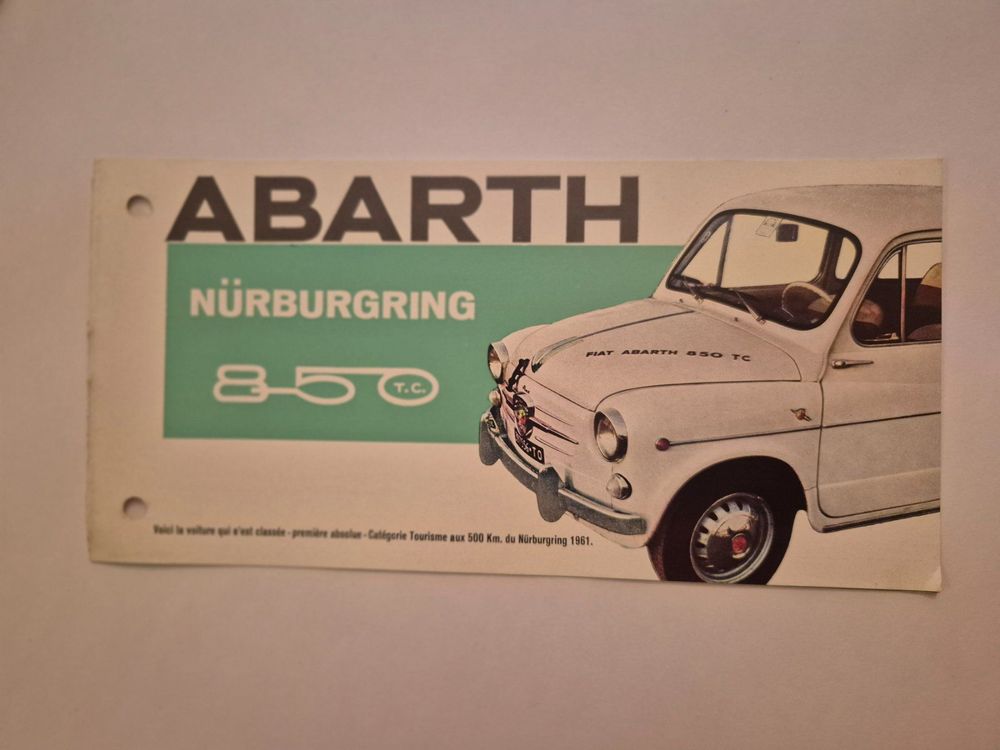 ABARTH
NÜRBURGRING
850 T.C.
FIAT ABARTH 850 TC
TO
Voici la voiture qui s'est classée - première absolue - Catégorie Tourisme aux 500 Km. du Nürburgring 1961.